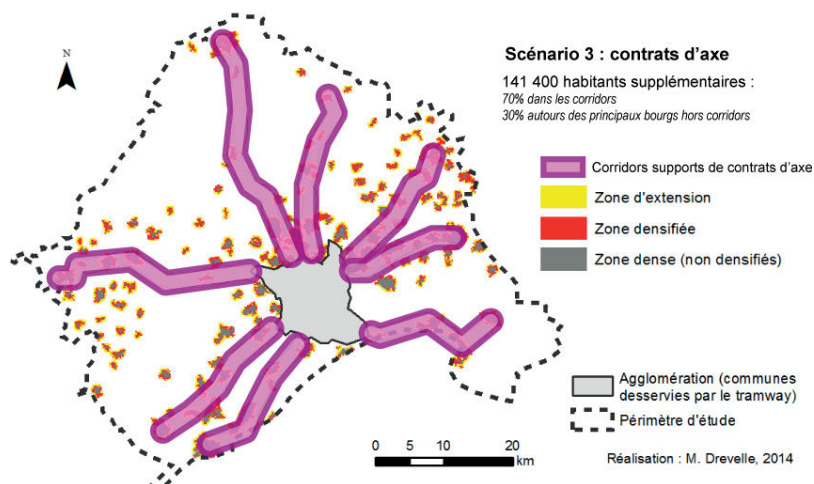 N
Scénario 3 : contrats d'axe
141 400 habitants supplémentaires :
70% dans les corridors
30% autours des principaux bourgs hors corridors
Corridors supports de contrats d'axe
Zone d'extension
Zone densifiée
Zone dense (non densifiés)
Agglomération (communes
desservies par le tramway)
Périmètre d'étude
0 5 10 20
km
Réalisation : M. Drevelle, 2014